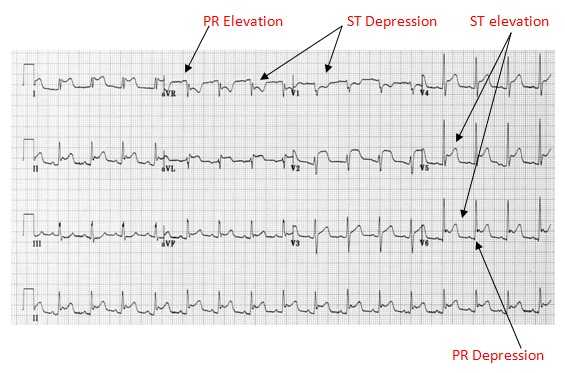 PR Elevation ST Depression ST elevation
I aVR V1 V4
II aVL V2 V5
III aVF V3 V6
II
PR Depression